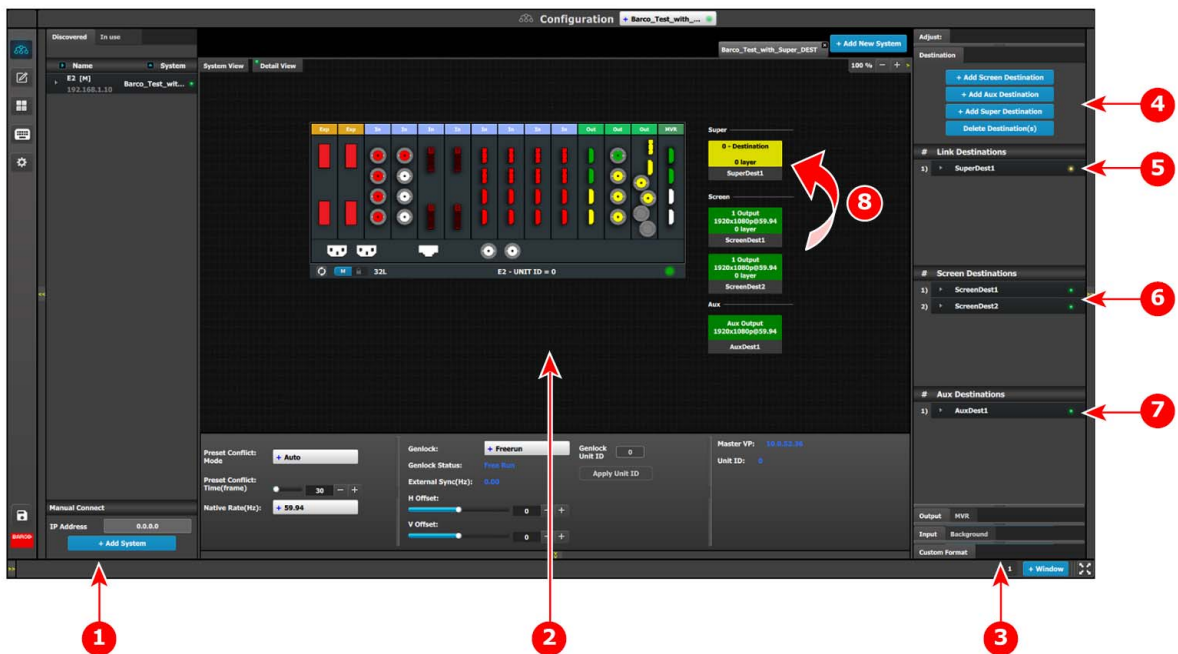 Configuration
+ Barco_Test_with_...
Discovered
In use
Name
System
E2 [M]
192.168.1.10
Barco_Test_wit...
Manual Connect
IP Address
0.0.0.0
+ Add System
BARCO
Barco_Test_with_Super_DEST
x
+ Add New System
System View
Detail View
100 %
-
+
Exp
Exp
In
In
In
In
In
In
In
In
Out
Out
Out
MVR
M
32L
E2 - UNIT ID = 0
Super
0 - Destination
0 layer
SuperDest1
Screen
1 Output
1920x1080p@59.94
0 layer
ScreenDest1
1 Output
1920x1080p@59.94
0 layer
ScreenDest2
Aux
Aux Output
1920x1080p@59.94
AuxDest1
Preset Conflict:
Mode
+ Auto
Preset Conflict:
Time(frame)
30
-
+
Native Rate(Hz):
+ 59.94
Genlock:
+ Freerun
Genlock
Unit ID
0
Genlock Status:
Free Run
Apply Unit ID
External Sync(Hz):
0.00
H Offset:
0
-
+
V Offset:
0
-
+
Master VP:
Unit ID:
0
Adjust:
Destination
+ Add Screen Destination
+ Add Aux Destination
+ Add Super Destination
Delete Destination(s)
# Link Destinations
1) SuperDest1
# Screen Destinations
1) ScreenDest1
2) ScreenDest2
# Aux Destinations
1) AuxDest1
Output
MVR
Input
Background
Custom Format
1
+ Window
4
5
8
6
7
1
2
3